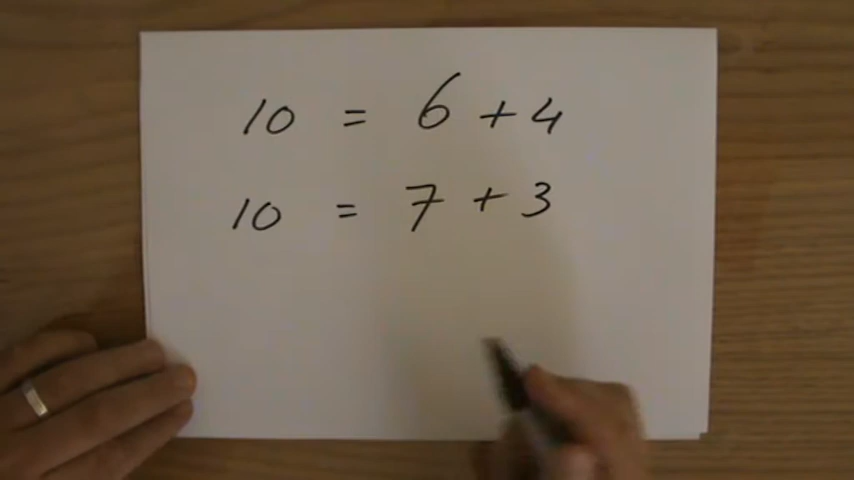 10 = 6 + 4
10 = 7 + 3